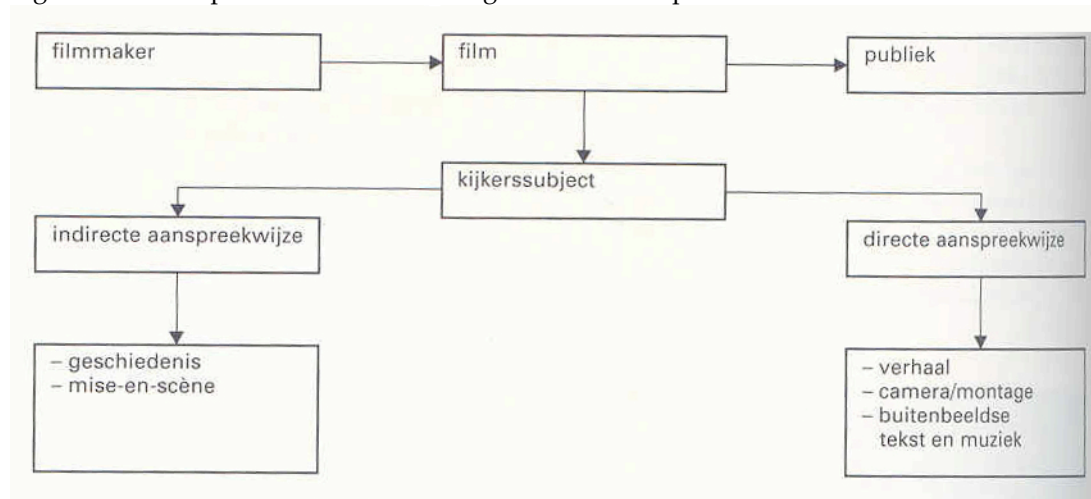 filmmaker
film
publiek
kijkerssubject
indirecte aanspreekwijze
directe aanspreekwijze
– geschiedenis
– mise-en-scène
– verhaal
– camera/montage
– buitenbeeldse
tekst en muziek